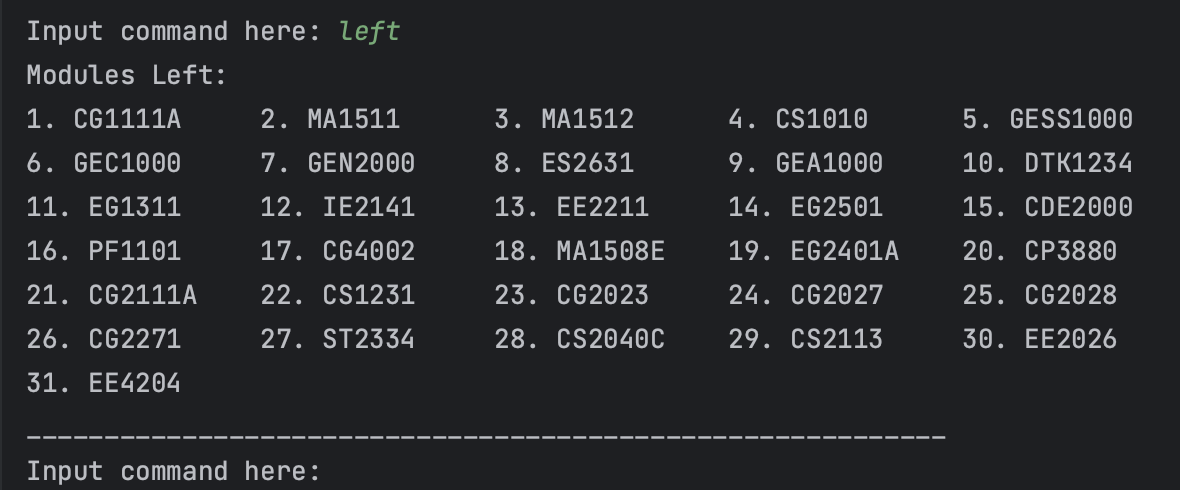 Input command here: left
Modules Left:
1. CG1111A     2. MA1511      3. MA1512      4. CS1010      5. GESS1000
6. GEC1000     7. GEN2000     8. ES2631      9. GEA1000     10. DTK1234
11. EG1311     12. IE2141     13. EE2211     14. EG2501     15. CDE2000
16. PF1101     17. CG4002     18. MA1508E    19. EG2401A    20. CP3880
21. CG2111A    22. CS1231     23. CG2023     24. CG2027     25. CG2028
26. CG2271     27. ST2334     28. CS2040C    29. CS2113     30. EE2026
31. EE4204
___________________________________________________________
Input command here: